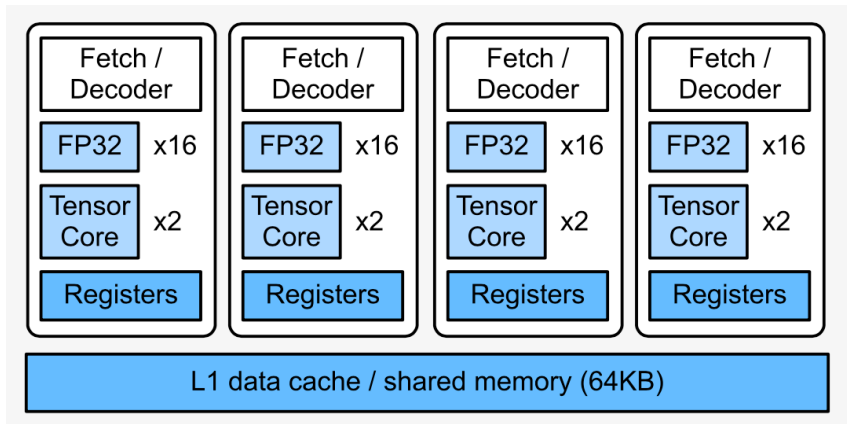 Fetch /
Decoder
FP32 x16
Tensor
Core
x2
Registers
Fetch /
Decoder
FP32 x16
Tensor
Core
x2
Registers
Fetch /
Decoder
FP32 x16
Tensor
Core
x2
Registers
Fetch /
Decoder
FP32 x16
Tensor
Core
x2
Registers
L1 data cache / shared memory (64KB)